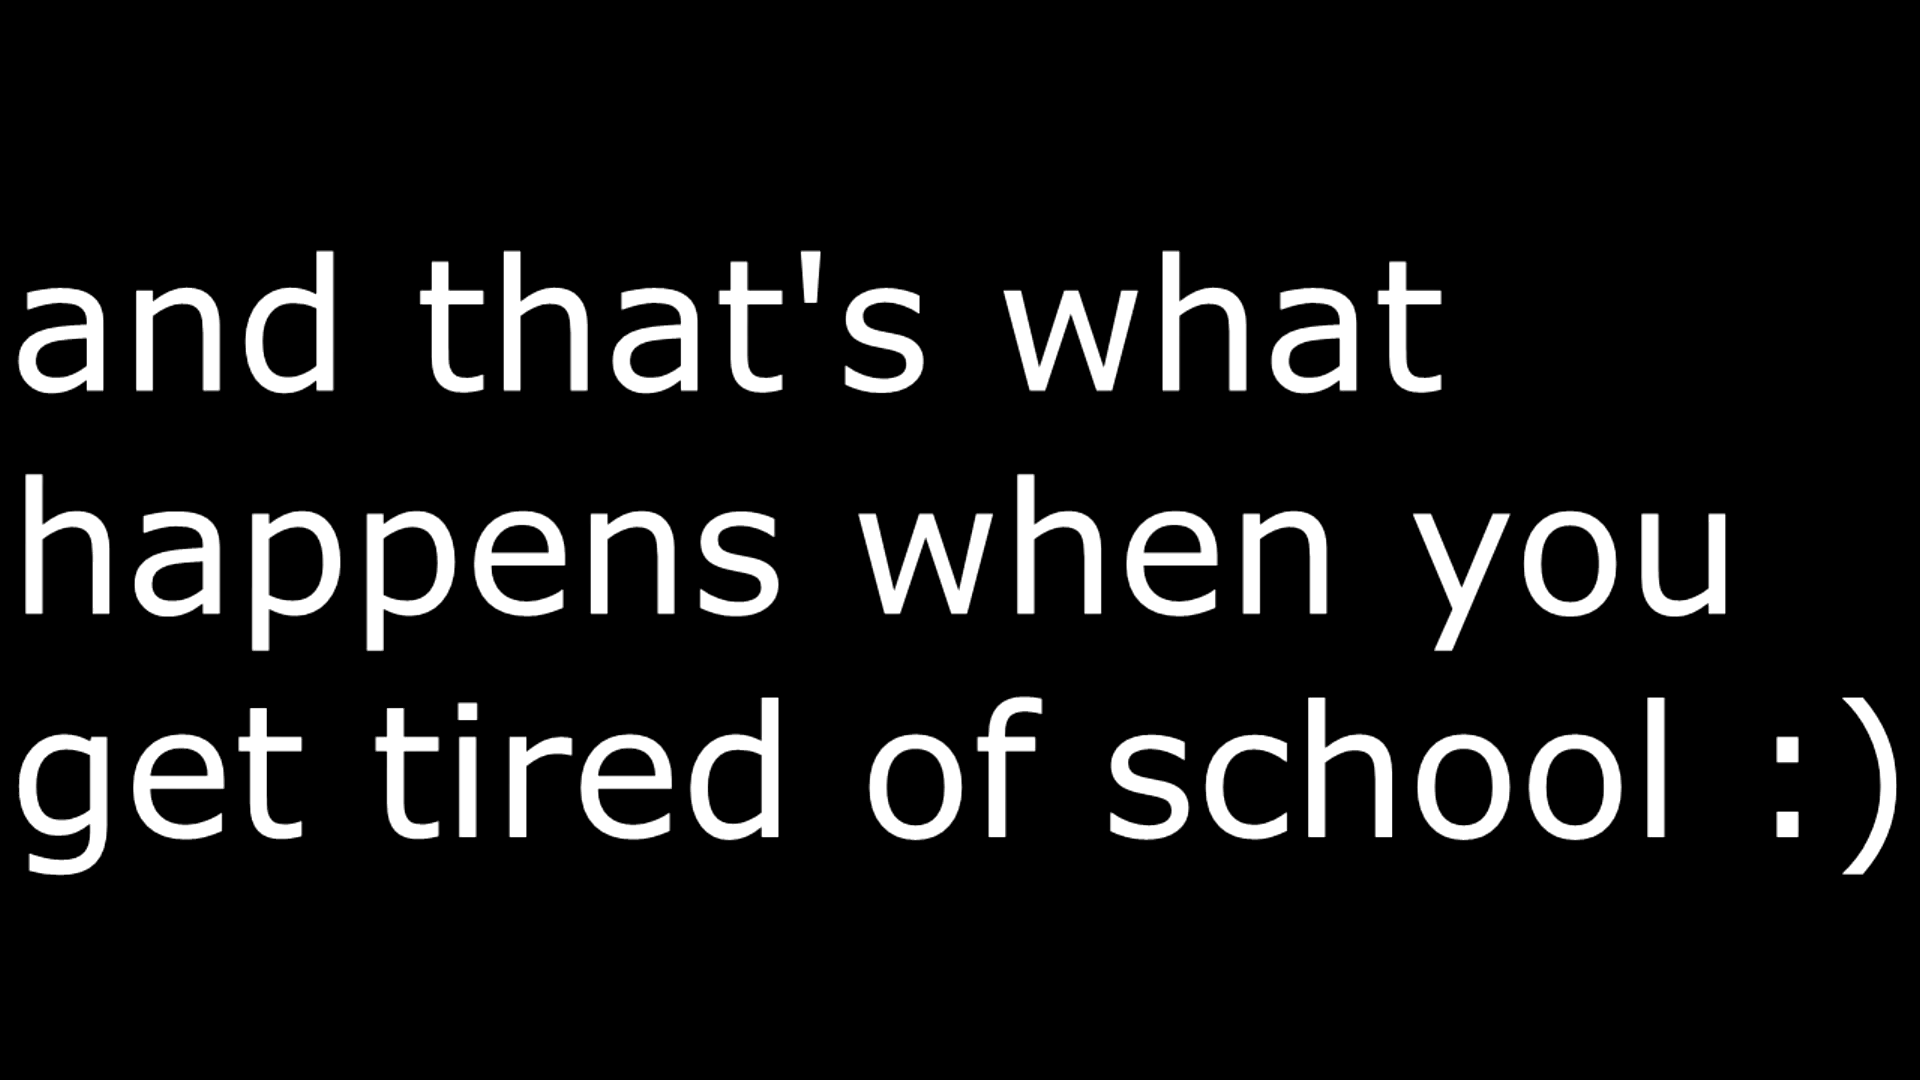 and that's what
happens when you
get tired of school :)